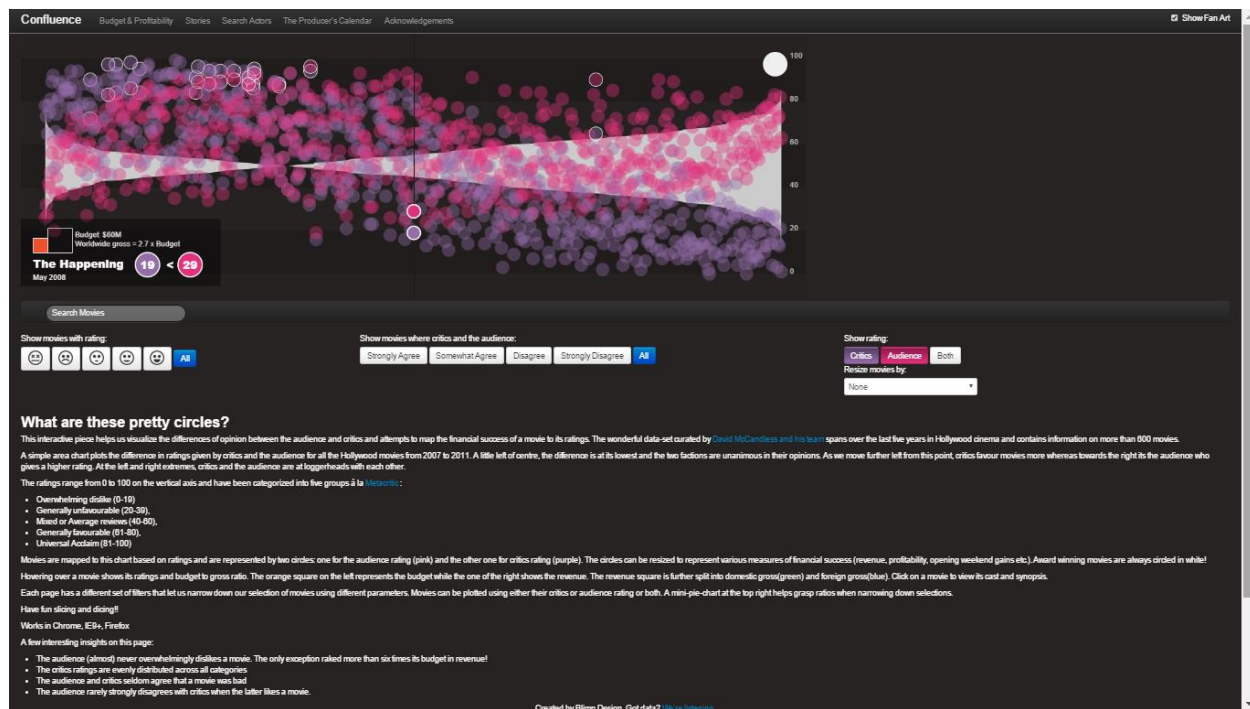 Confluence Budget & Profitability Stories Search Actors The Producer's Calendar Acknowledgements Show Fan Art
100
80
60
40
20
0
Budget: $60M
Worldwide gross = 2.7 x Budget
The Happening 19 < 29
May 2008
Search Movies
Show movies with rating:
All
Show movies where critics and the audience:
Strongly Agree Somewhat Agree Disagree Strongly Disagree All
Show rating:
Critics Audience Both
Resize movies by:
None
What are these pretty circles?
This interactive piece helps us visualize the differences of opinion between the audience and critics and attempts to map the financial success of a movie to its ratings. The wonderful data-set curated by David McCandless and his team spans over the last five years in Hollywood cinema and contains information on more than 600 movies.
A simple area chart plots the difference in ratings given by critics and the audience for all the Hollywood movies from 2007 to 2011. A little left of centre, the difference is at its lowest and the two factions are unanimous in their opinions. As we move further left from this point, critics favour movies more whereas towards the right its the audience who
gives a higher rating. At the left and right extremes, critics and the audience are at loggerheads with each other.
The ratings range from 0 to 100 on the vertical axis and have been categorized into five groups à la Metacritic :
• Overwhelming dislike (0-19)
• Generally unfavourable (20-39),
• Mixed or Average reviews (40-60),
• Generally favourable (61-80),
• Universal Acclaim (81-100)
Movies are mapped to this chart based on ratings and are represented by two circles: one for the audience rating (pink) and the other one for critics rating (purple). The circles can be resized to represent various measures of financial success (revenue, profitability, opening weekend gains etc.). Award winning movies are always circled in white!
Hovering over a movie shows its ratings and budget to gross ratio. The orange square on the left represents the budget while the one of the right shows the revenue. The revenue square is further split into domestic gross(green) and foreign gross(blue). Click on a movie to view its cast and synopsis.
Each page has a different set of filters that let us narrow down our selection of movies using different parameters. Movies can be plotted using either their critics or audience rating or both. A mini-pie-chart at the top right helps grasp ratios when narrowing down selections.
Have fun slicing and dicing!!
Works in Chrome, IE9+, Firefox
A few interesting insights on this page:
• The audience (almost) never overwhelmingly dislikes a movie. The only exception raked more than six times its budget in revenue!
• The critics ratings are evenly distributed across all categories
• The audience and critics seldom agree that a movie was bad
• The audience rarely strongly disagrees with critics when the latter likes a movie.
Created by Blimp Design. Got data? We're listening